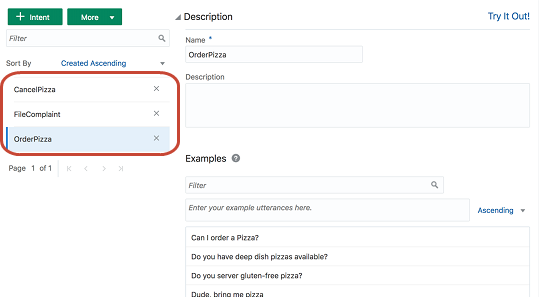 + Intent
More
Filter
Sort By Created Ascending
CancelPizza
FileComplaint
OrderPizza
Page 1 of 1
Description
Try It Out!
Name *
OrderPizza
Description
Examples ?
Filter
Enter your example utterances here.
Ascending
Can I order a Pizza?
Do you have deep dish pizzas available?
Do you server gluten-free pizza?
Dude, bring me pizza